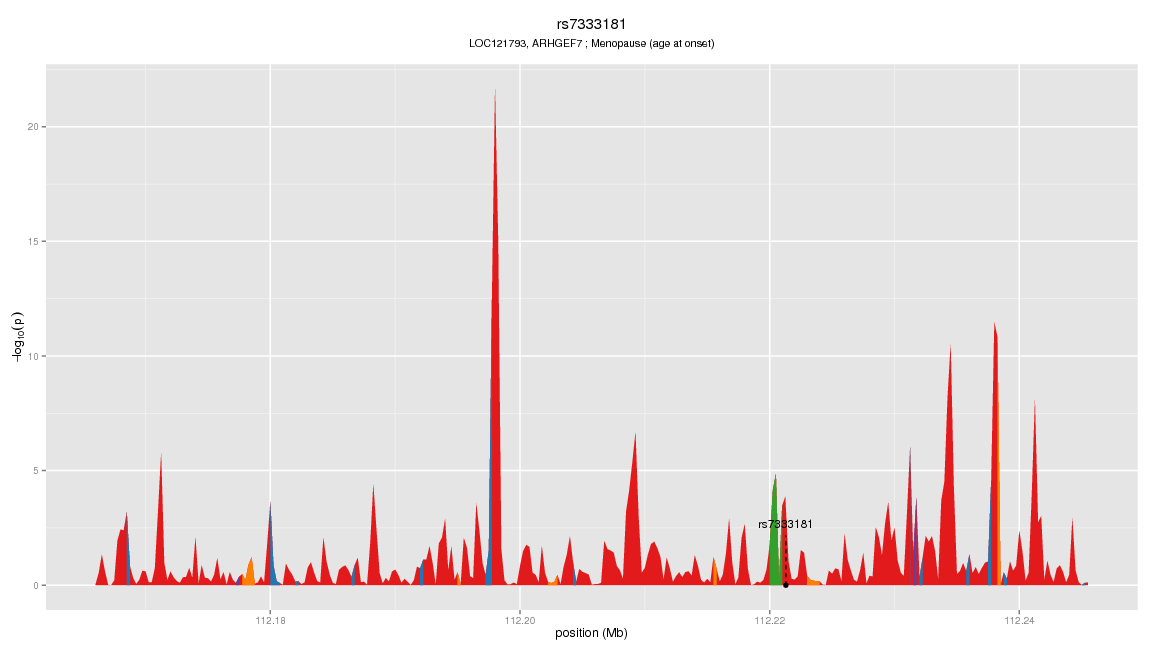 rs7333181
LOC121793, ARHGEF7 ; Menopause (age at onset)
20
15
10
5
0
−log10(p)
rs7333181
112.18
112.20
112.22
112.24
position (Mb)